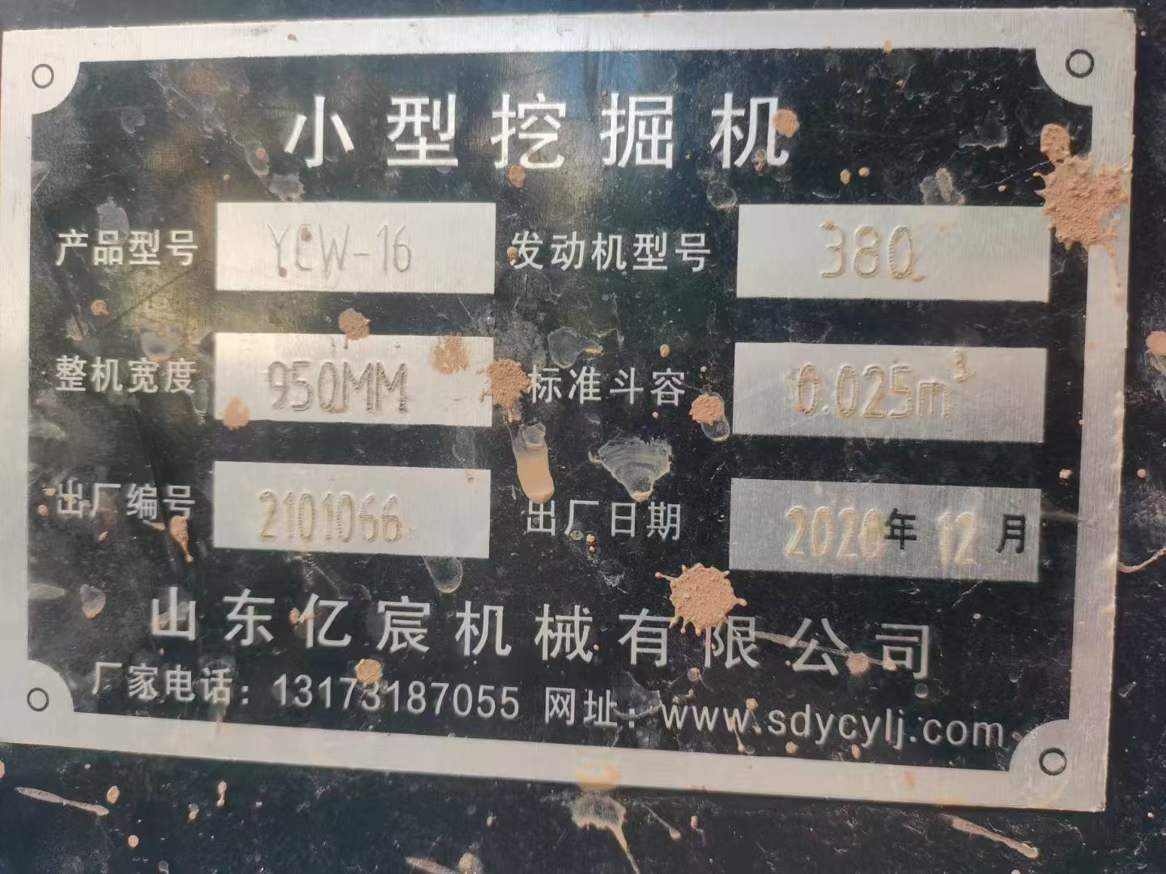 小型挖掘机
产品型号 YCW-16 发动机型号 380
整机宽度 950MM 标准斗容 0.025m³
出厂编号 2101066 出厂日期 2020年12月
山东亿宸机械有限公司
厂家电话：13173187055 网址：www.sdycylj.com